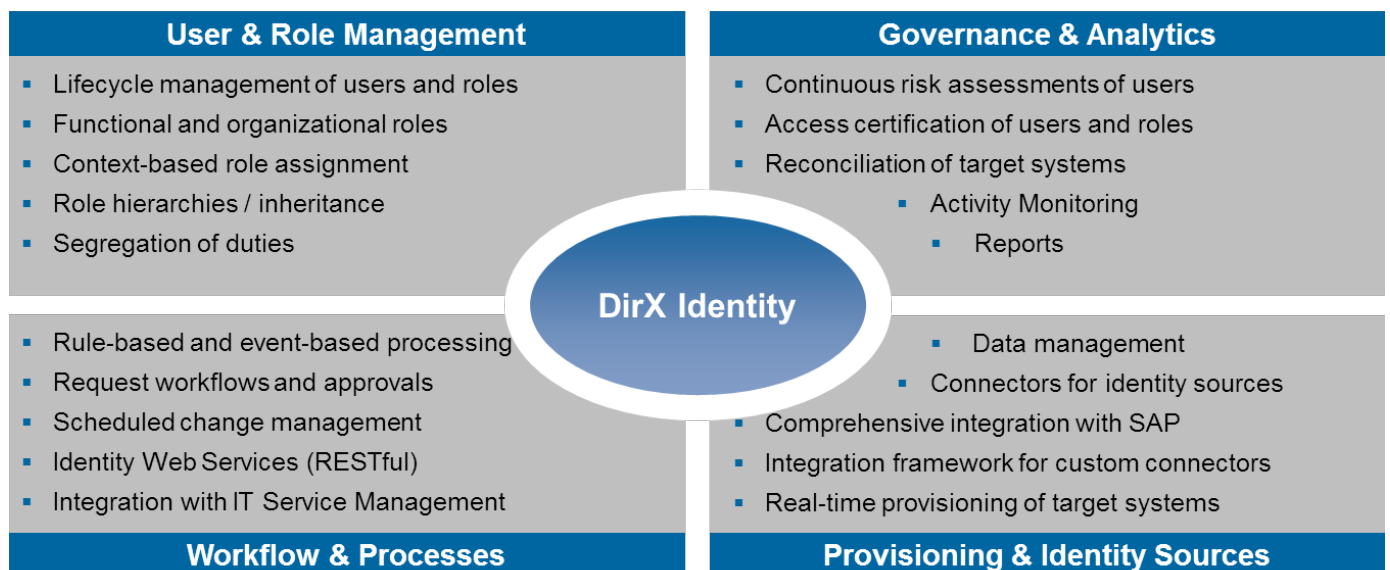 User & Role Management
▪ Lifecycle management of users and roles
▪ Functional and organizational roles
▪ Context-based role assignment
▪ Role hierarchies / inheritance
▪ Segregation of duties
Governance & Analytics
▪ Continuous risk assessments of users
▪ Access certification of users and roles
▪ Reconciliation of target systems
▪ Activity Monitoring
▪ Reports
DirX Identity
▪ Rule-based and event-based processing
▪ Request workflows and approvals
▪ Scheduled change management
▪ Identity Web Services (RESTful)
▪ Integration with IT Service Management
Workflow & Processes
▪ Data management
▪ Connectors for identity sources
▪ Comprehensive integration with SAP
▪ Integration framework for custom connectors
▪ Real-time provisioning of target systems
Provisioning & Identity Sources